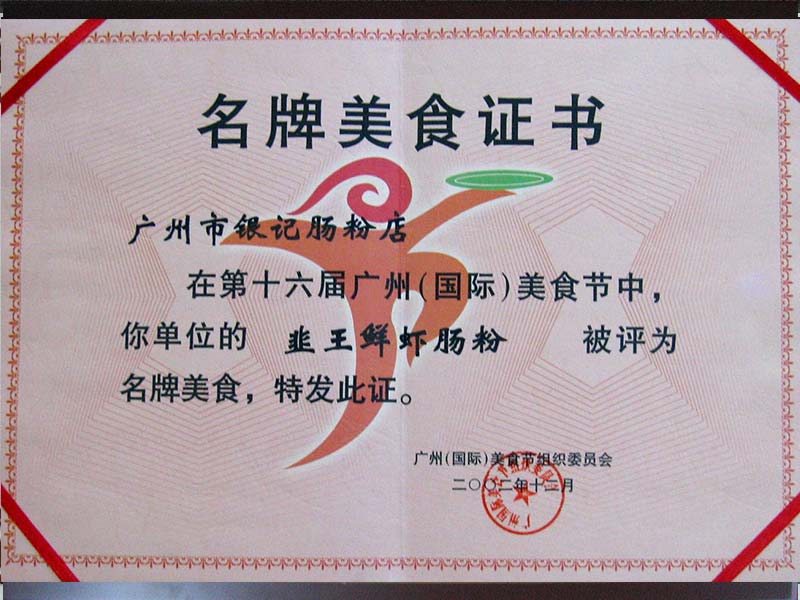 名牌美食证书
广州市银记肠粉店
在第十六届广州(国际)美食节中，
你单位的 韭王鲜虾肠粉 被评为
名牌美食，特发此证。
广州(国际)美食节组织委员会
二〇〇二年十二月